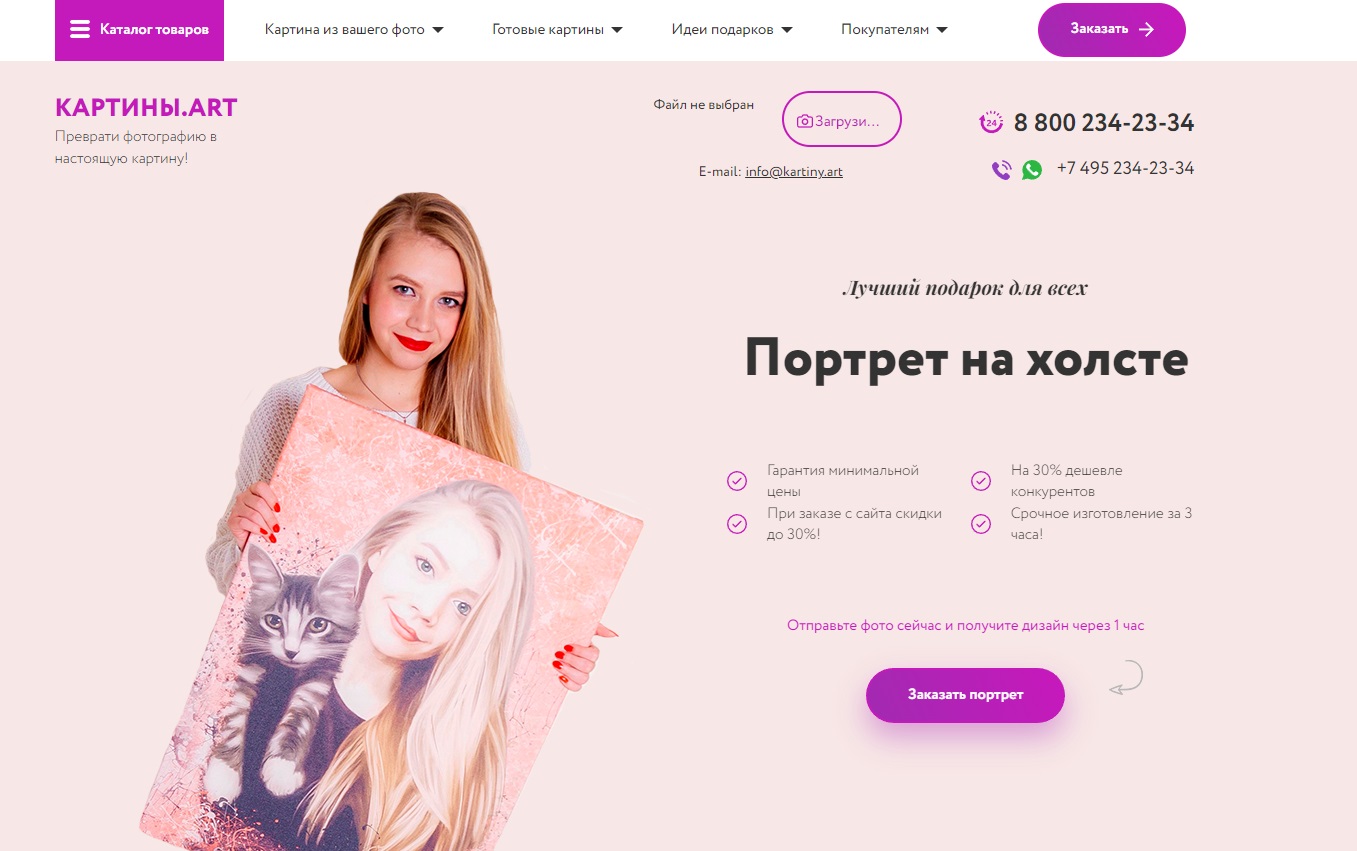 Каталог товаров
Картина из вашего фото
Готовые картины
Идеи подарков
Покупателям
Заказать
КАРТИНЫ.ART
Преврати фотографию в
настоящую картину!
Файл не выбран
Загрузи...
E-mail: info@kartiny.art
24
8 800 234-23-34
+7 495 234-23-34
Лучший подарок для всех
Портрет на холсте
Гарантия минимальной
цены
На 30% дешевле
конкурентов
При заказе с сайта скидки
до 30%!
Срочное изготовление за 3
часа!
Отправьте фото сейчас и получите дизайн через 1 час
Заказать портрет